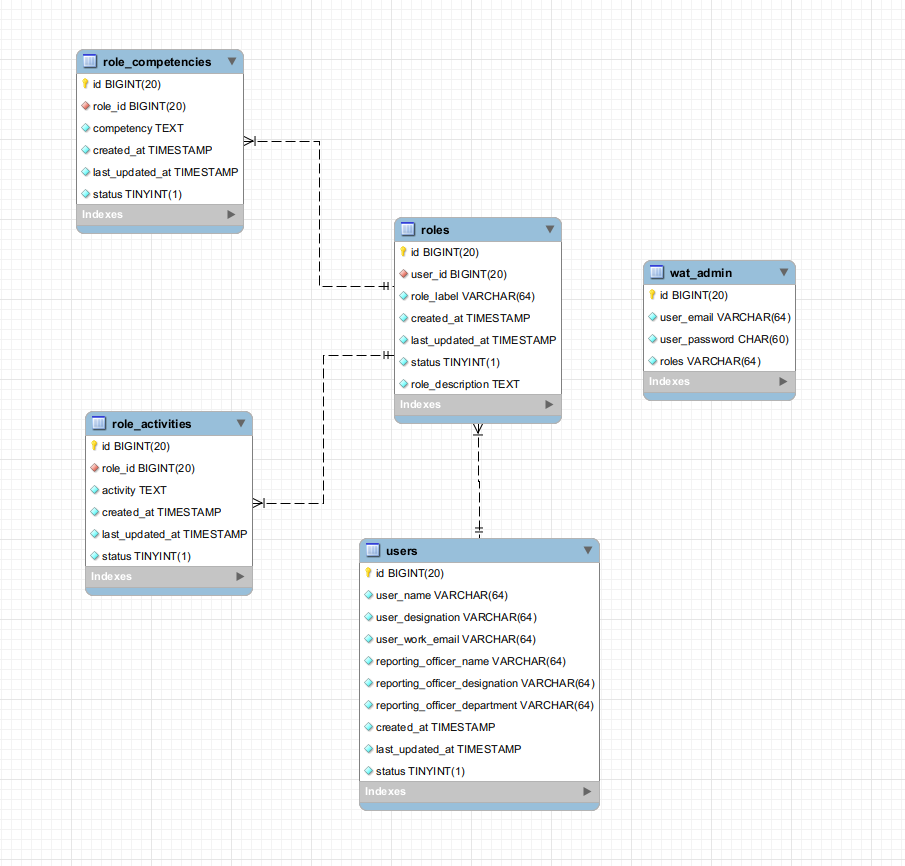 role_competencies
id BIGINT(20)
role_id BIGINT(20)
competency TEXT
created_at TIMESTAMP
last_updated_at TIMESTAMP
status TINYINT(1)
Indexes
roles
id BIGINT(20)
user_id BIGINT(20)
role_label VARCHAR(64)
created_at TIMESTAMP
last_updated_at TIMESTAMP
status TINYINT(1)
role_description TEXT
Indexes
wat_admin
id BIGINT(20)
user_email VARCHAR(64)
user_password CHAR(60)
roles VARCHAR(64)
Indexes
role_activities
id BIGINT(20)
role_id BIGINT(20)
activity TEXT
created_at TIMESTAMP
last_updated_at TIMESTAMP
status TINYINT(1)
Indexes
users
id BIGINT(20)
user_name VARCHAR(64)
user_designation VARCHAR(64)
user_work_email VARCHAR(64)
reporting_officer_name VARCHAR(64)
reporting_officer_designation VARCHAR(64)
reporting_officer_department VARCHAR(64)
created_at TIMESTAMP
last_updated_at TIMESTAMP
status TINYINT(1)
Indexes